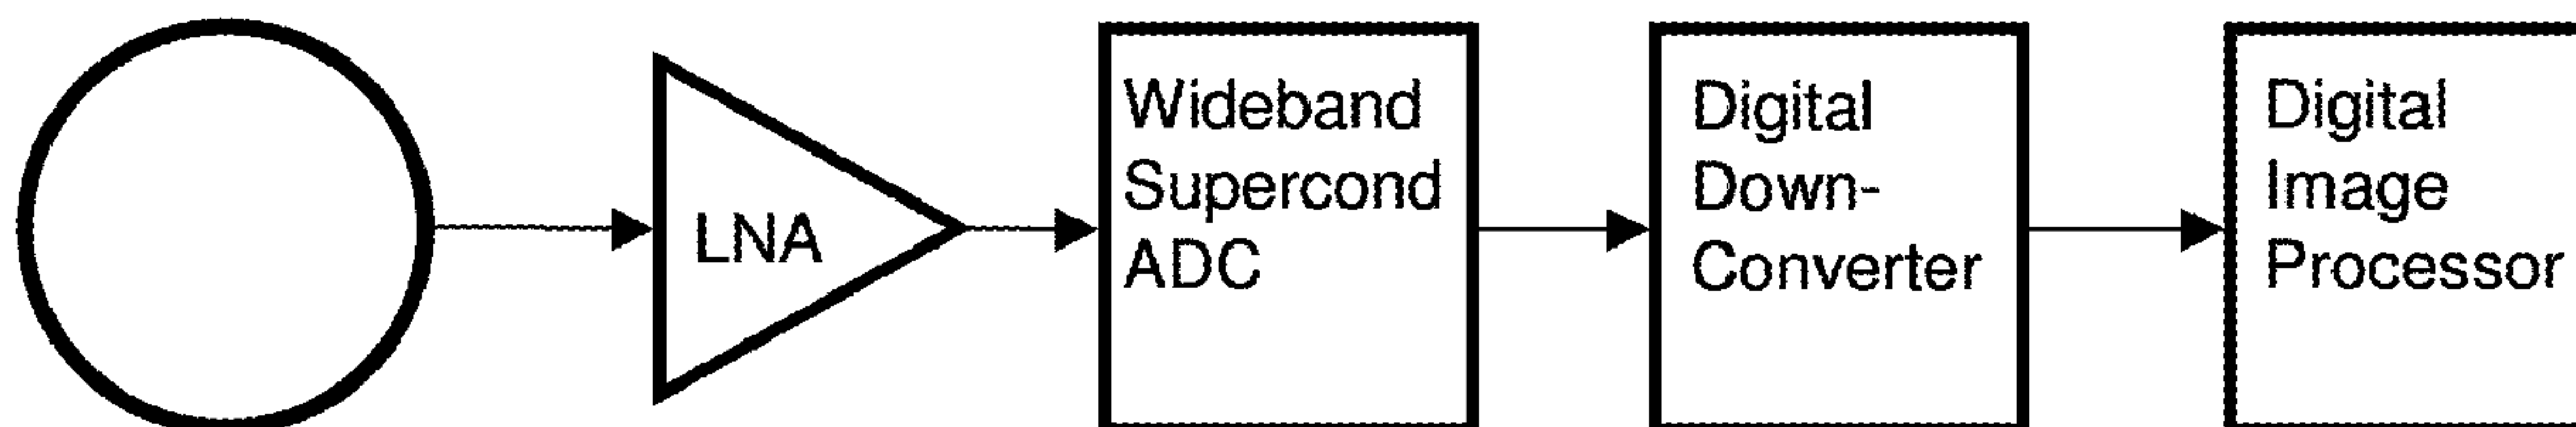 LNA
Wideband
Supercond
ADC
Digital
Down-
Converter
Digital
Image
Processor